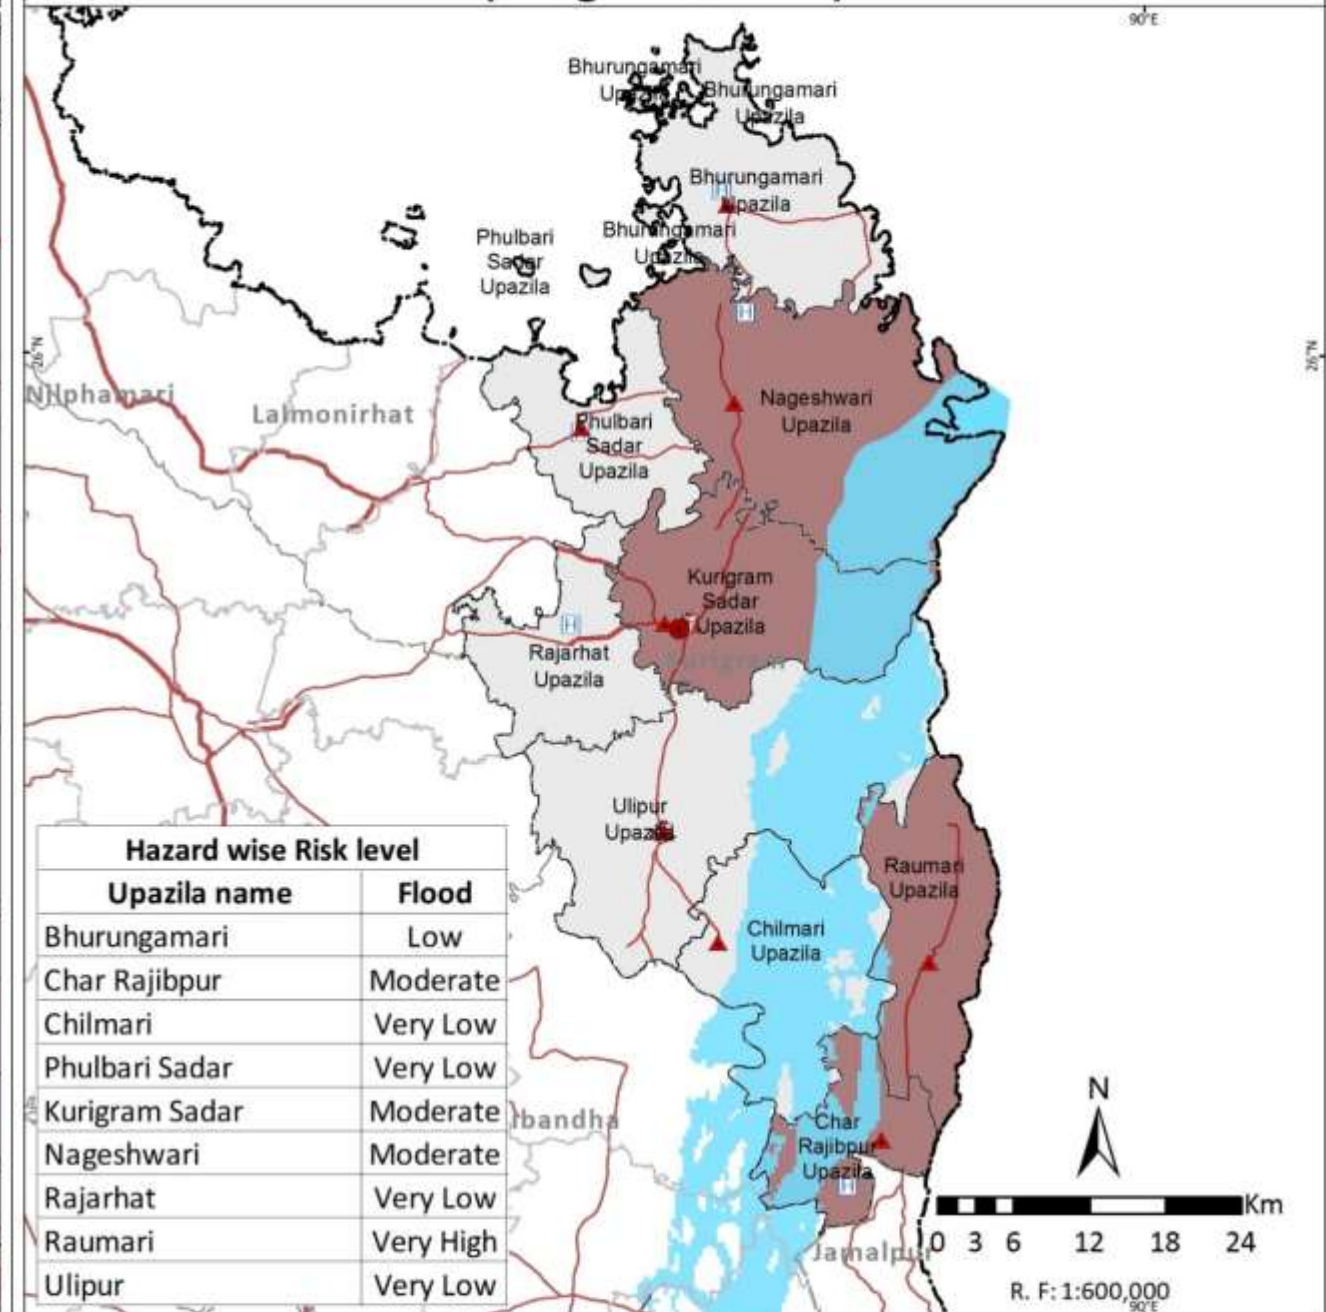 90°E
Bhurungamari
Upazila
Bhurungamari
Upazila
Bhurungamari
Upazila
H
Bhurungamari
Upazila
Phulbari
Sadar
Upazila
H
26°N
26°N
Nilphamari
Lalmonirhat
Nageshwari
Upazila
Phulbari
Sadar
Upazila
Kurigram
Sadar
Upazila
H
Kurigram
Rajarhat
Upazila
Ulipur
Upazila
Raumari
Upazila
Chilmari
Upazila
Hazard wise Risk level
Upazila name Flood
Bhurungamari Low
Char Rajibpur Moderate
Chilmari Very Low
Phulbari Sadar Very Low
Kurigram Sadar Moderate
Nageshwari Moderate
Rajarhat Very Low
Raumari Very High
Ulipur Very Low
ibandha
Char
Rajibpur
Upazila
H
Jamalpur
N
Km
0 3 6 12 18 24
R. F: 1:600,000
90°E